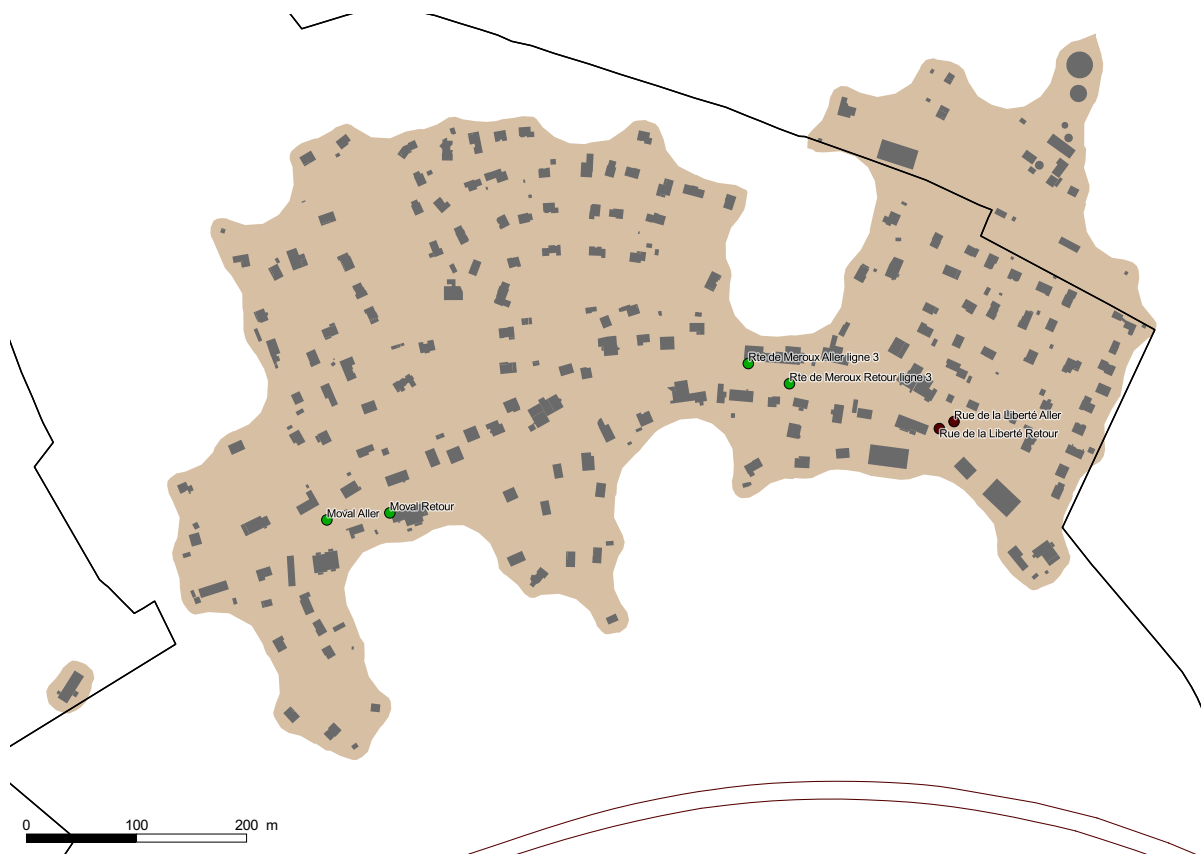 Rte de Meroux Aller ligne 3
Rte de Meroux Retour ligne 3
Rue de la Liberté Aller
Rue de la Liberté Retour
Moval Retour
Moval Aller
0 100 200 m